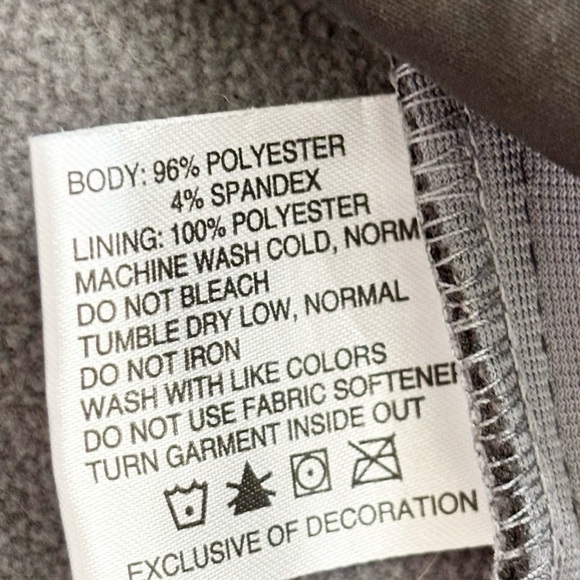 BODY: 96% POLYESTER
4% SPANDEX
LINING: 100% POLYESTER
MACHINE WASH COLD, NORM
DO NOT BLEACH
TUMBLE DRY LOW, NORMAL
DO NOT IRON
WASH WITH LIKE COLORS
DO NOT USE FABRIC SOFTENER
TURN GARMENT INSIDE OUT
EXCLUSIVE OF DECORATION